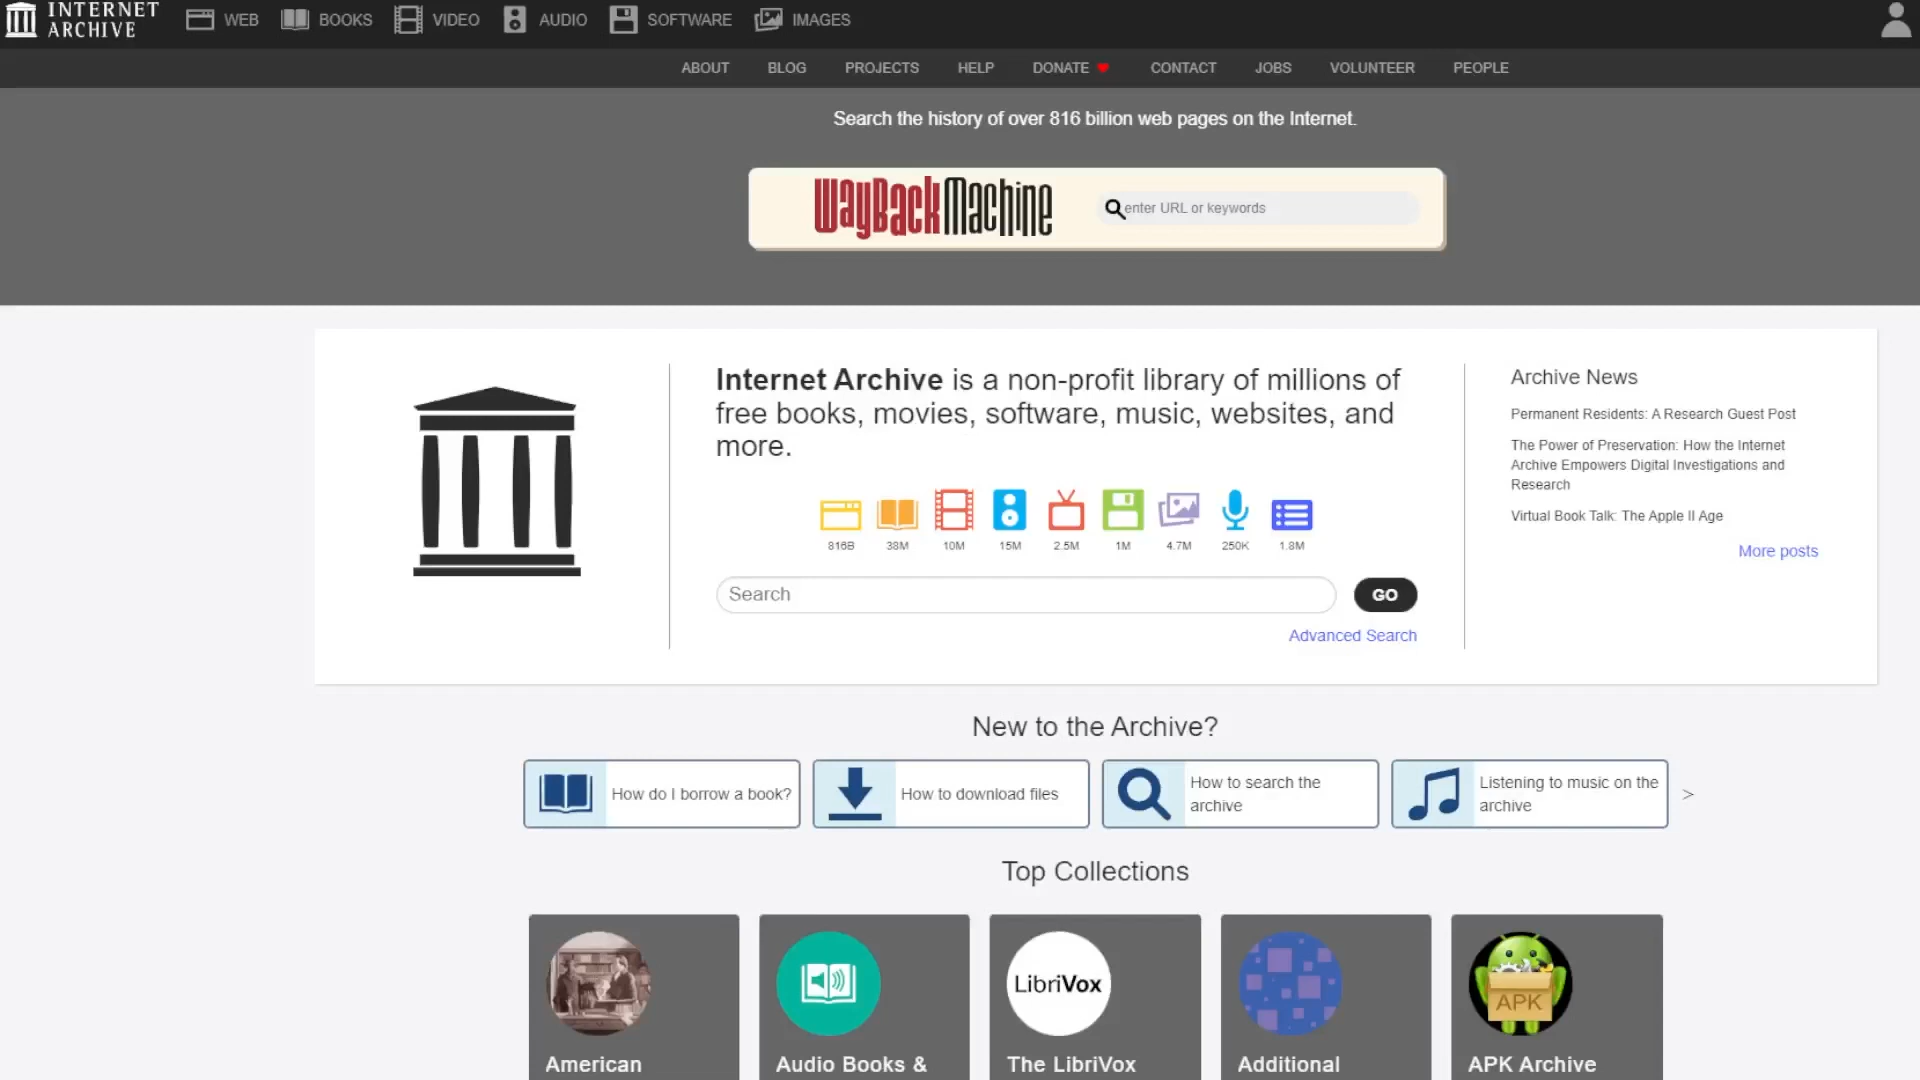 INTERNET
ARCHIVE
WEB
BOOKS
VIDEO
AUDIO
SOFTWARE
IMAGES
ABOUT
BLOG
PROJECTS
HELP
DONATE
CONTACT
JOBS
VOLUNTEER
PEOPLE
Search the history of over 816 billion web pages on the Internet.
WayBackMachine
enter URL or keywords
Internet Archive is a non-profit library of millions of
free books, movies, software, music, websites, and
more.
816B
38M
10M
15M
2.5M
1M
4.7M
250K
1.8M
Search
GO
Advanced Search
Archive News
Permanent Residents: A Research Guest Post
The Power of Preservation: How the Internet
Archive Empowers Digital Investigations and
Research
Virtual Book Talk: The Apple II Age
More posts
New to the Archive?
How do I borrow a book?
How to download files
How to search the
archive
Listening to music on the
archive
>
Top Collections
American
Audio Books &
LibriVox
The LibriVox
Additional
APK
APK Archive